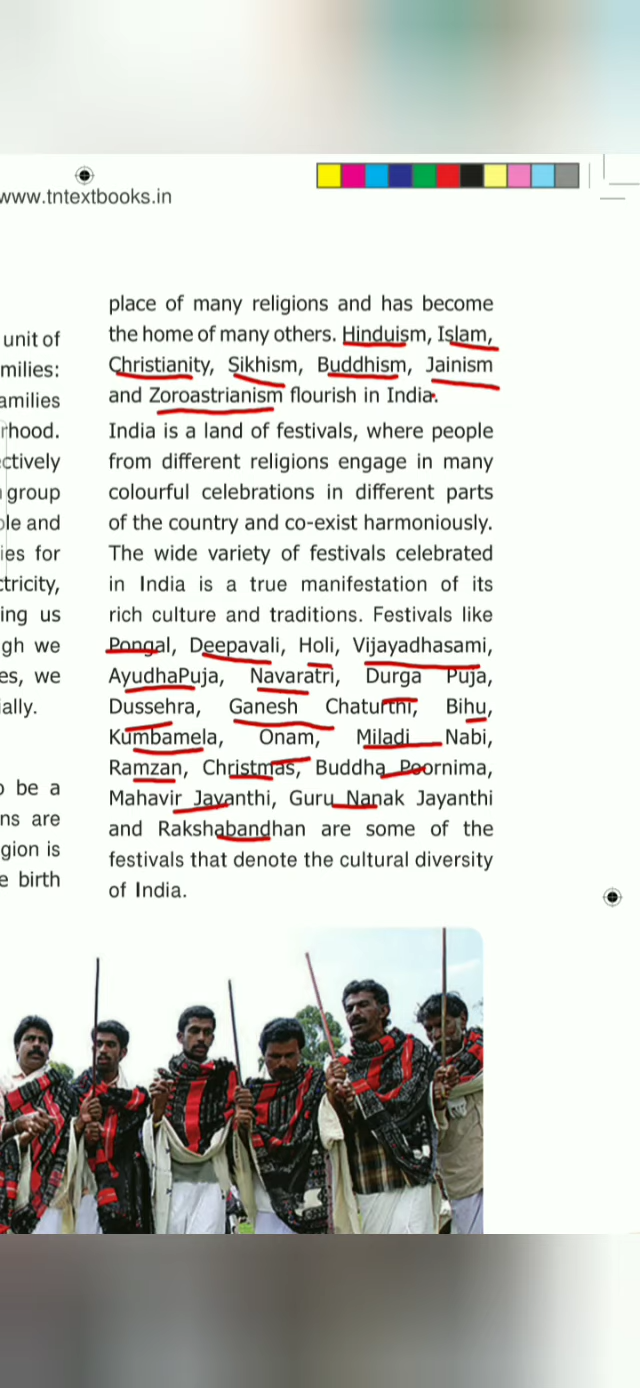 www.tntextbooks.in
unit of
milies:
amilies
rhood.
ctively
group
ole and
ies for
ctricity,
ing us
gh we
es, we
ially.
o be a
ns are
gion is
e birth
place of many religions and has become
the home of many others. Hinduism, Islam,
Christianity, Sikhism, Buddhism, Jainism
and Zoroastrianism flourish in India.
India is a land of festivals, where people
from different religions engage in many
colourful celebrations in different parts
of the country and co-exist harmoniously.
The wide variety of festivals celebrated
in India is a true manifestation of its
rich culture and traditions. Festivals like
Pongal, Deepavali, Holi, Vijayadhasami,
AyudhaPuja, Navaratri, Durga Puja,
Dussehra, Ganesh Chaturthi, Bihu,
Kumbamela, Onam, Miladi Nabi,
Ramzan, Christmas, Buddha Poornima,
Mahavir Jayanthi, Guru Nanak Jayanthi
and Rakshabandhan are some of the
festivals that denote the cultural diversity
of India.